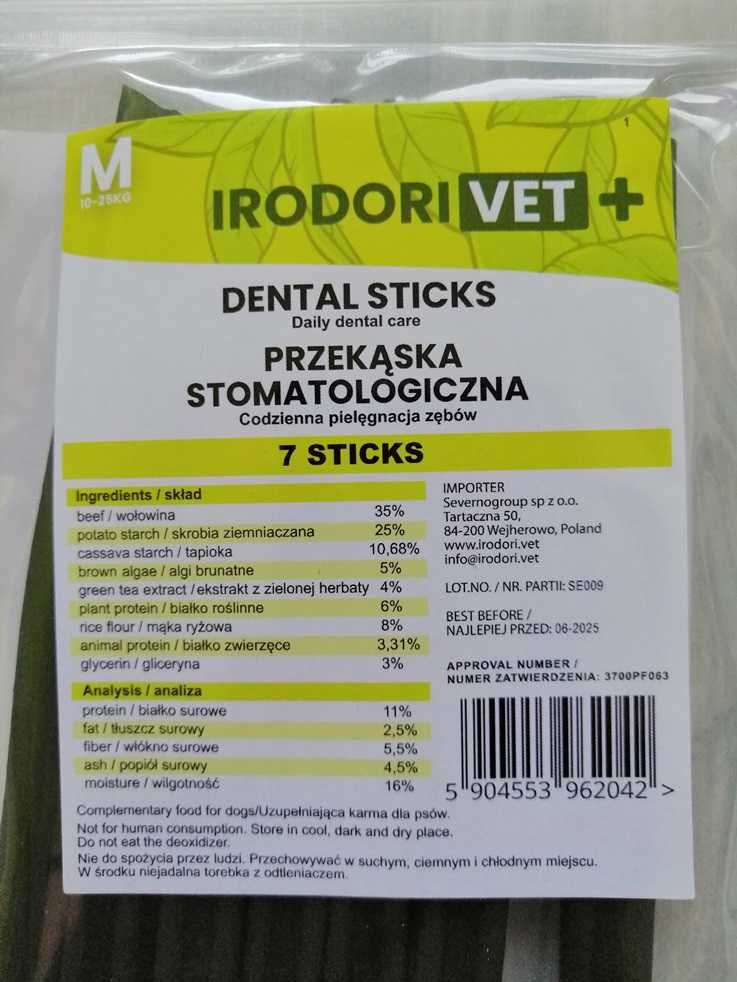 1
M
10-25KG
IRODORI VET +
DENTAL STICKS
Daily dental care
PRZEKĄSKA
STOMATOLOGICZNA
Codzienna pielęgnacja zębów
7 STICKS
Ingredients / skład
beef / wołowina 35%
potato starch / skrobia ziemniaczana 25%
cassava starch / tapioka 10,68%
brown algae / algi brunatne 5%
green tea extract / ekstrakt z zielonej herbaty 4%
plant protein / białko roślinne 6%
rice flour / mąka ryżowa 8%
animal protein / białko zwierzęce 3,31%
glycerin / gliceryna 3%
Analysis / analiza
protein / białko surowe 11%
fat / tłuszcz surowy 2,5%
fiber / włókno surowe 5,5%
ash / popiół surowy 4,5%
moisture / wilgotność 16%
IMPORTER
Severnogroup sp z o.o.
Tartaczna 50,
84-200 Wejherowo, Poland
www.irodori.vet
info@irodori.vet
LOT.NO. / NR. PARTII: SE009
BEST BEFORE /
NAJLEPIEJ PRZED: 06-2025
APPROVAL NUMBER /
NUMER ZATWIERDZENIA: 3700PF063
5 904553 962042 >
Complementary food for dogs/Uzupełniająca karma dla psów.
Not for human consumption. Store in cool, dark and dry place.
Do not eat the deoxidizer.
Nie do spożycia przez ludzi. Przechowywać w suchym, ciemnym i chłodnym miejscu.
W środku niejadalna torebka z odtleniaczem.